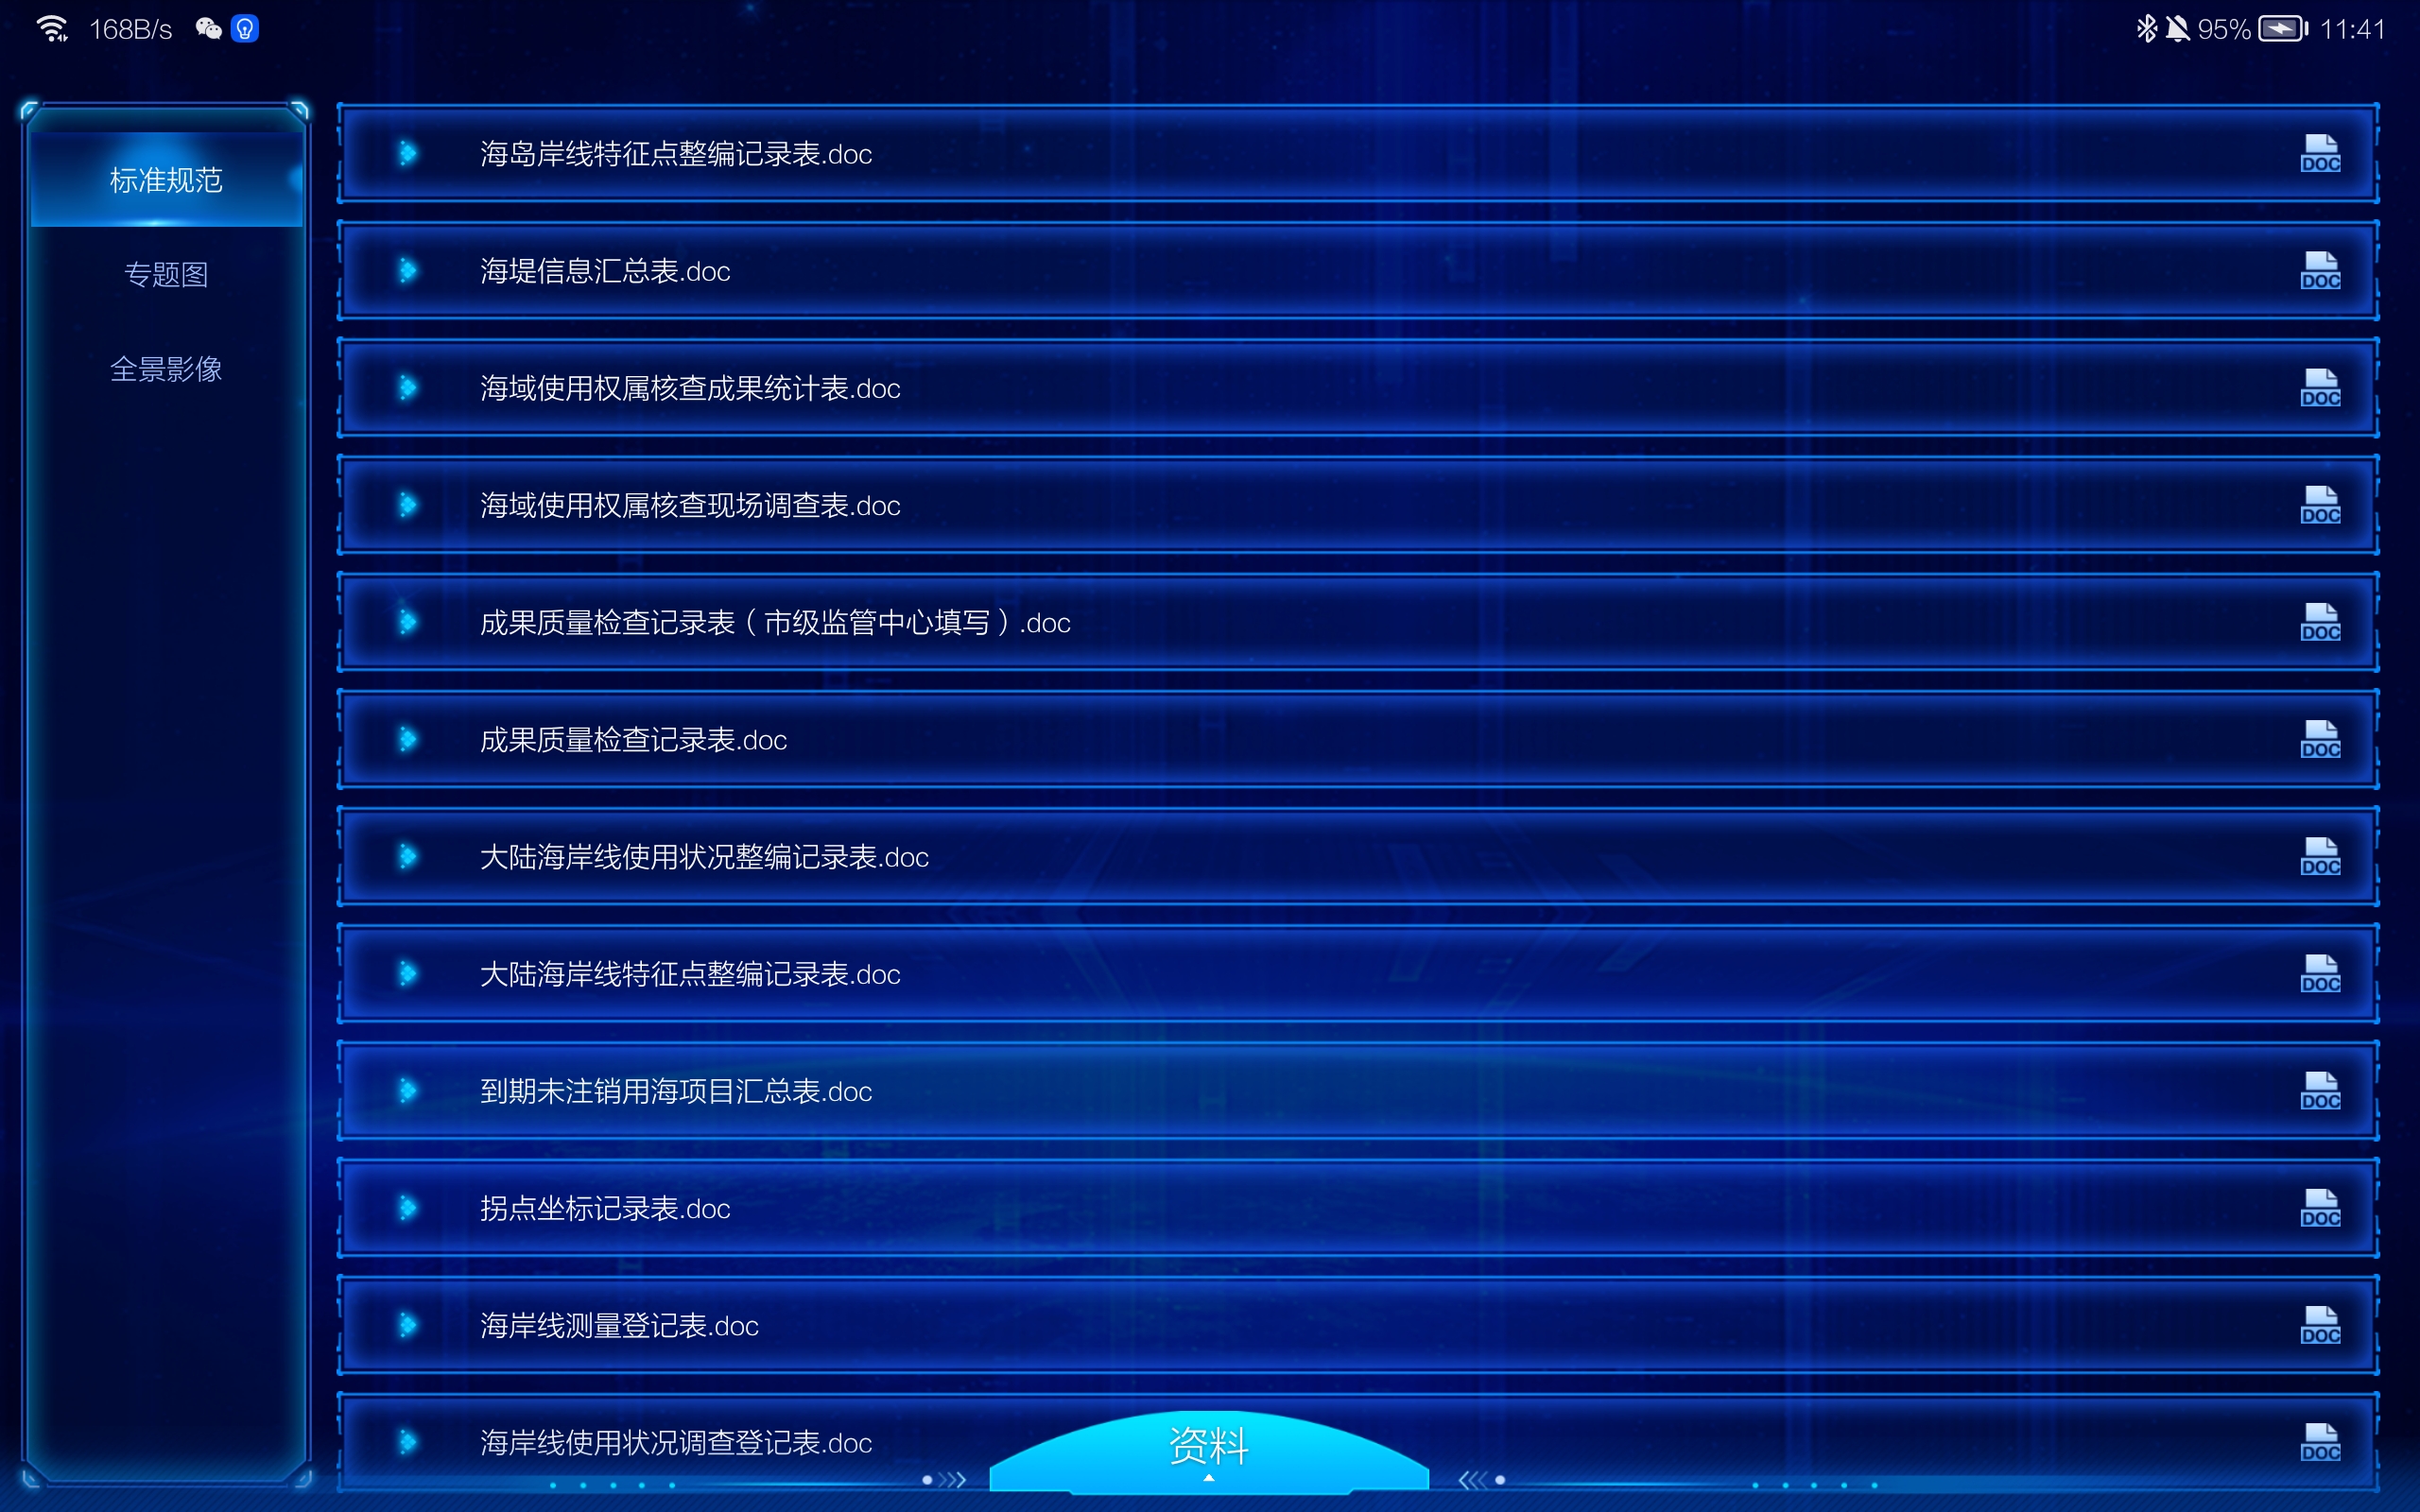 168B/s
95% 11:41
标准规范
专题图
全景影像
海岛岸线特征点整编记录表.doc
DOC
海堤信息汇总表.doc
DOC
海域使用权属核查成果统计表.doc
DOC
海域使用权属核查现场调查表.doc
DOC
成果质量检查记录表（市级监管中心填写）.doc
DOC
成果质量检查记录表.doc
DOC
大陆海岸线使用状况整编记录表.doc
DOC
大陆海岸线特征点整编记录表.doc
DOC
到期未注销用海项目汇总表.doc
DOC
拐点坐标记录表.doc
DOC
海岸线测量登记表.doc
DOC
海岸线使用状况调查登记表.doc
DOC
资料